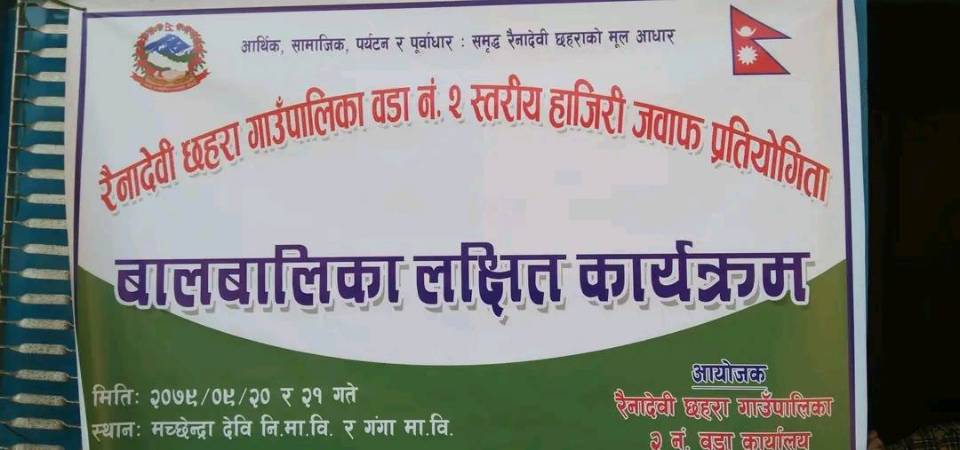 आर्थिक, सामाजिक, पर्यटन र पूर्वाधार : समृद्ध रैनादेवी छहराको मूल आधार
रैनादेवी छहरा गाउँपालिका वडा नं. २ स्तरीय हाजिरी जवाफ प्रतियोगिता
बालबालिका लक्षित कार्यक्रम
मिति: २०७९/०९/२० र २१ गते
स्थान: मच्छेन्द्रा देवि नि.मा.वि. र गंगा मा.वि.
आयोजक
रैनादेवी छहरा गाउँपालिका
२ नं. वडा कार्यालय